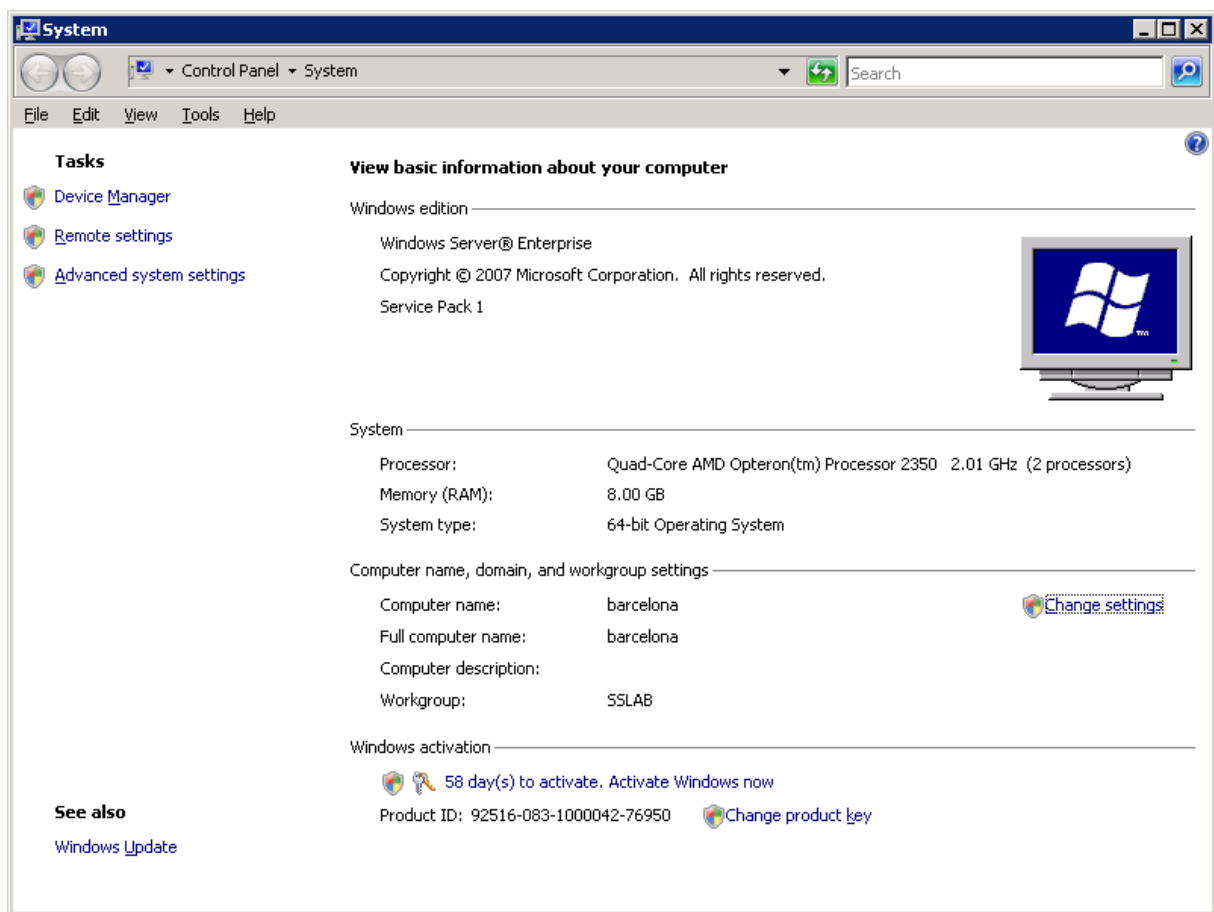 System
Control Panel System
Search
File Edit View Tools Help
Tasks
Device Manager
Remote settings
Advanced system settings
View basic information about your computer
Windows edition
Windows Server® Enterprise
Copyright © 2007 Microsoft Corporation. All rights reserved.
Service Pack 1
System
Processor: Quad-Core AMD Opteron(tm) Processor 2350 2.01 GHz (2 processors)
Memory (RAM): 8.00 GB
System type: 64-bit Operating System
Computer name, domain, and workgroup settings
Computer name: barcelona Change settings
Full computer name: barcelona
Computer description:
Workgroup: SSLAB
Windows activation
58 day(s) to activate. Activate Windows now
Product ID: 92516-083-1000042-76950 Change product key
See also
Windows Update